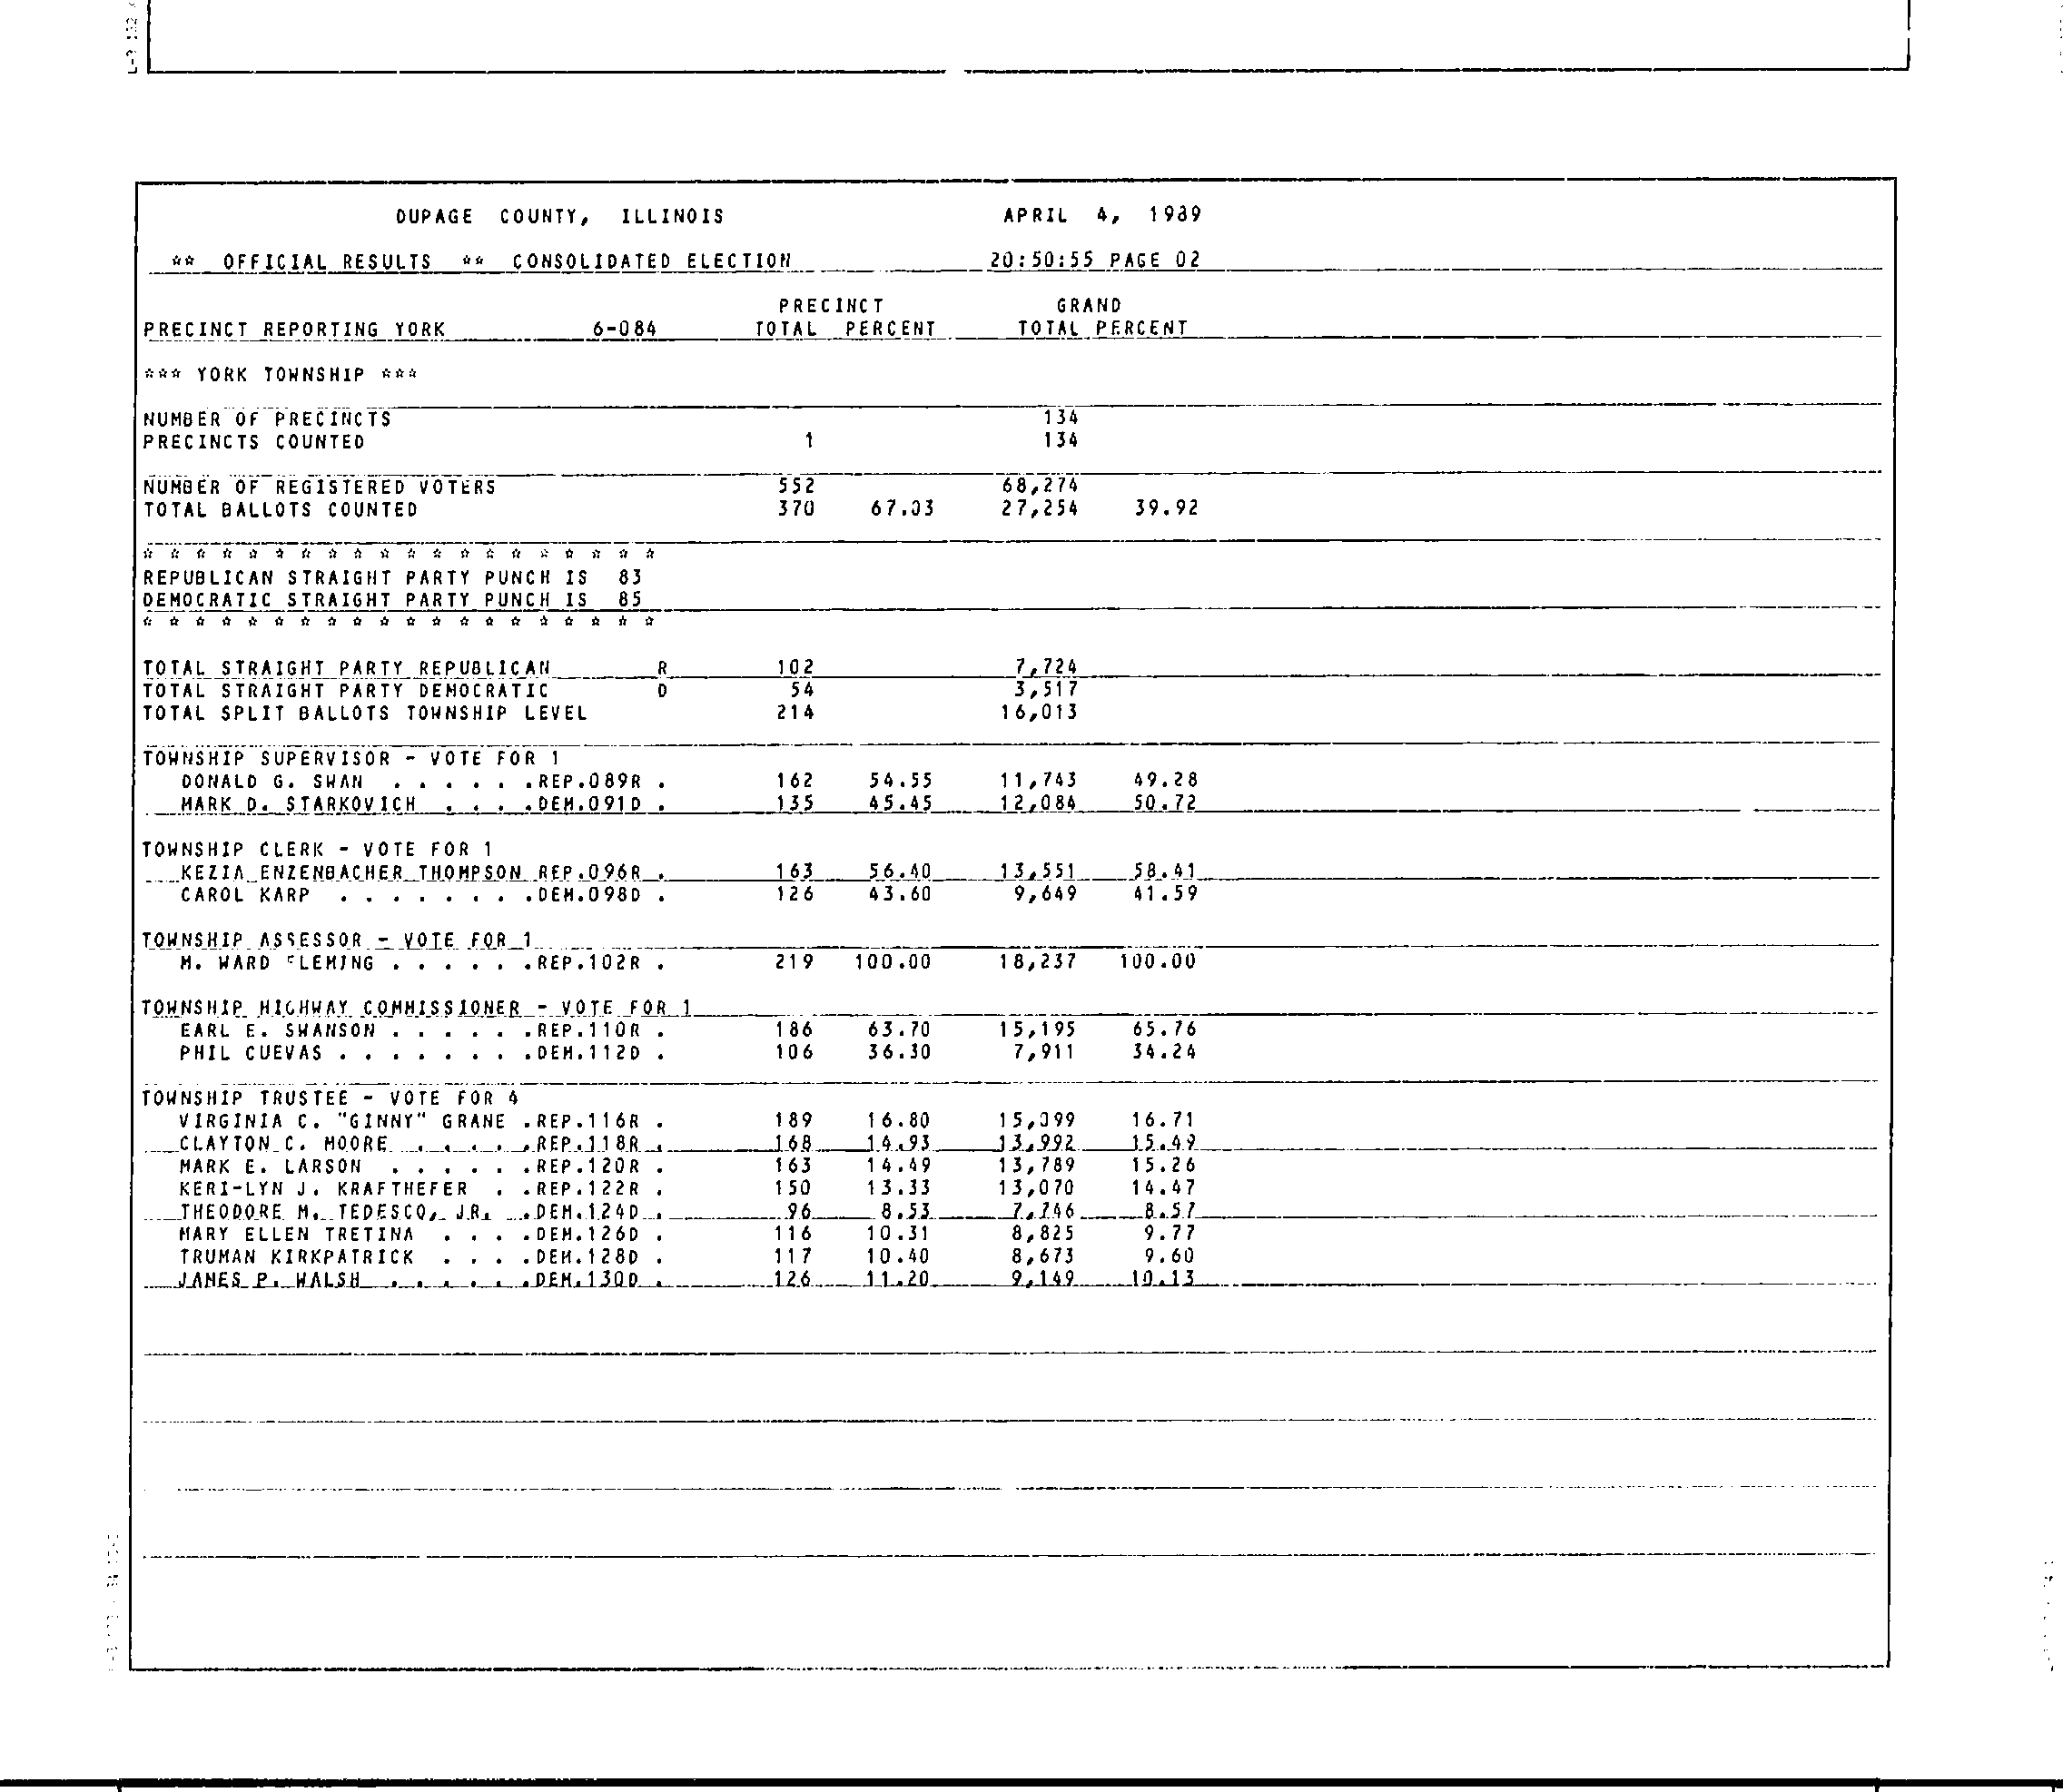 DUPAGE COUNTY, ILLINOIS APRIL 4, 1989
** OFFICIAL RESULTS ** CONSOLIDATED ELECTION 20:50:55 PAGE 02
PRECINCT GRAND
PRECINCT REPORTING YORK 6-084 TOTAL PERCENT TOTAL PERCENT
*** YORK TOWNSHIP ***
NUMBER OF PRECINCTS 134
PRECINCTS COUNTED 1 134
NUMBER OF REGISTERED VOTERS 552 68,274
TOTAL BALLOTS COUNTED 370 67.03 27,254 39.92
* * * * * * * * * * * * * * * * * * * *
REPUBLICAN STRAIGHT PARTY PUNCH IS 83
DEMOCRATIC STRAIGHT PARTY PUNCH IS 85
* * * * * * * * * * * * * * * * * * * *
TOTAL STRAIGHT PARTY REPUBLICAN R 102 7,724
TOTAL STRAIGHT PARTY DEMOCRATIC D 54 3,517
TOTAL SPLIT BALLOTS TOWNSHIP LEVEL 214 16,013
TOWNSHIP SUPERVISOR - VOTE FOR 1
DONALD G. SWAN . . . . . .REP.089R . 162 54.55 11,743 49.28
MARK D. STARKOVICH . . . .DEM.091D . 135 45.45 12,084 50.72
TOWNSHIP CLERK - VOTE FOR 1
KEZIA ENZENBACHER THOMPSON REP.096R . 163 56.40 13,551 58.41
CAROL KARP . . . . . . . .DEM.098D . 126 43.60 9,649 41.59
TOWNSHIP ASSESSOR - VOTE FOR 1
M. WARD FLEMING . . . . . .REP.102R . 219 100.00 18,237 100.00
TOWNSHIP HIGHWAY COMMISSIONER - VOTE FOR 1
EARL E. SWANSON . . . . . .REP.110R . 186 63.70 15,195 65.76
PHIL CUEVAS . . . . . . . .DEM.112D . 106 36.30 7,911 34.24
TOWNSHIP TRUSTEE - VOTE FOR 4
VIRGINIA C. "GINNY" GRANE .REP.116R . 189 16.80 15,099 16.71
CLAYTON C. MOORE . . . . .REP.118R . 168 14.93 13,992 15.49
MARK E. LARSON . . . . . .REP.120R . 163 14.49 13,789 15.26
KERI-LYN J. KRAFTHEFER . .REP.122R . 150 13.33 13,070 14.47
THEODORE M. TEDESCO, JR. .DEM.124D . 96 8.53 7,746 8.57
MARY ELLEN TRETINA . . . .DEM.126D . 116 10.31 8,825 9.77
TRUMAN KIRKPATRICK . . . .DEM.128D . 117 10.40 8,673 9.60
JAMES P. WALSH . . . . . .DEM.130D . 126 11.20 9,149 10.13